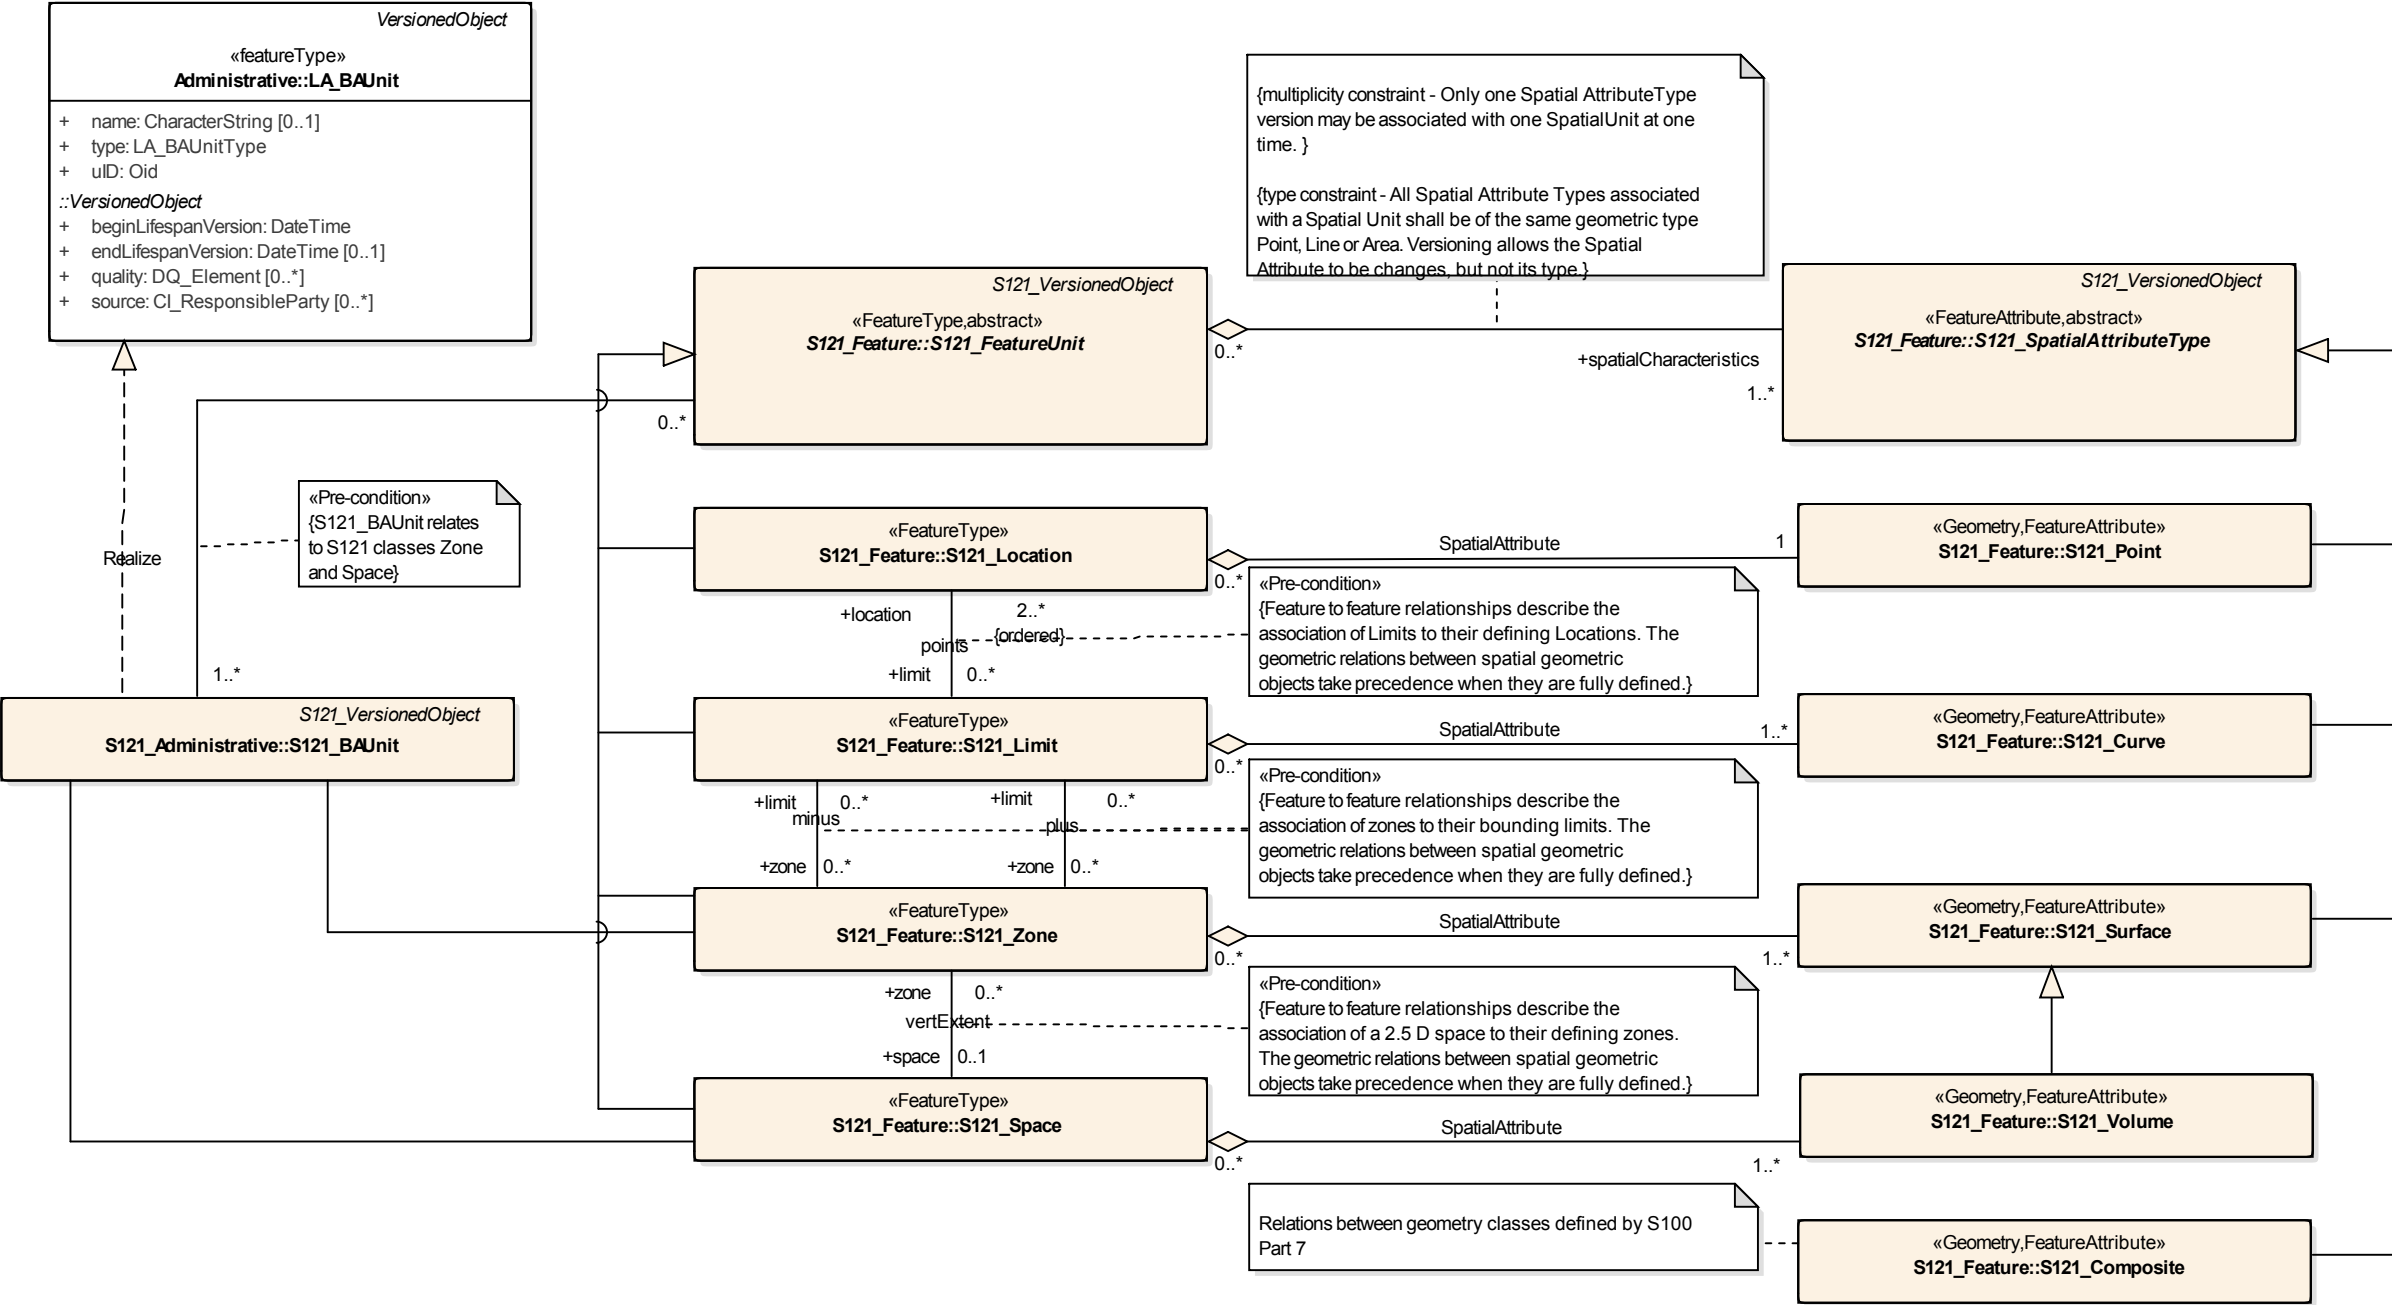 VersionedObject
«featureType»
Administrative::LA_BAUnit
+ name: CharacterString [0..1]
+ type: LA_BAUnitType
+ uID: Oid
::VersionedObject
+ beginLifespanVersion: DateTime
+ endLifespanVersion: DateTime [0..1]
+ quality: DQ_Element [0..*]
+ source: CI_ResponsibleParty [0..*]
{multiplicity constraint - Only one Spatial AttributeType
version may be associated with one SpatialUnit at one
time. }
{type constraint - All Spatial Attribute Types associated
with a Spatial Unit shall be of the same geometric type
Point, Line or Area. Versioning allows the Spatial
Attribute to be changes, but not its type.}
S121_VersionedObject
«FeatureType,abstract»
S121_Feature::S121_FeatureUnit
0..*
0..*
+spatialCharacteristics
1..*
S121_VersionedObject
«FeatureAttribute,abstract»
S121_Feature::S121_SpatialAttributeType
«Pre-condition»
{S121_BAUnit relates
to S121 classes Zone
and Space}
Realize
1..*
S121_VersionedObject
S121_Administrative::S121_BAUnit
«FeatureType»
S121_Feature::S121_Location
0..*
SpatialAttribute
1
«Geometry,FeatureAttribute»
S121_Feature::S121_Point
+location
2..*
{ordered}
points
+limit
0..*
«Pre-condition»
{Feature to feature relationships describe the
association of Limits to their defining Locations. The
geometric relations between spatial geometric
objects take precedence when they are fully defined.}
«FeatureType»
S121_Feature::S121_Limit
0..*
SpatialAttribute
1..*
«Geometry,FeatureAttribute»
S121_Feature::S121_Curve
+limit
0..*
minus
+zone
0..*
+limit
0..*
plus
+zone
0..*
«Pre-condition»
{Feature to feature relationships describe the
association of zones to their bounding limits. The
geometric relations between spatial geometric
objects take precedence when they are fully defined.}
«FeatureType»
S121_Feature::S121_Zone
0..*
SpatialAttribute
1..*
«Geometry,FeatureAttribute»
S121_Feature::S121_Surface
+zone
0..*
vertExtent
+space
0..1
«Pre-condition»
{Feature to feature relationships describe the
association of a 2.5 D space to their defining zones.
The geometric relations between spatial geometric
objects take precedence when they are fully defined.}
«FeatureType»
S121_Feature::S121_Space
0..*
SpatialAttribute
1..*
«Geometry,FeatureAttribute»
S121_Feature::S121_Volume
Relations between geometry classes defined by S100
Part 7
«Geometry,FeatureAttribute»
S121_Feature::S121_Composite